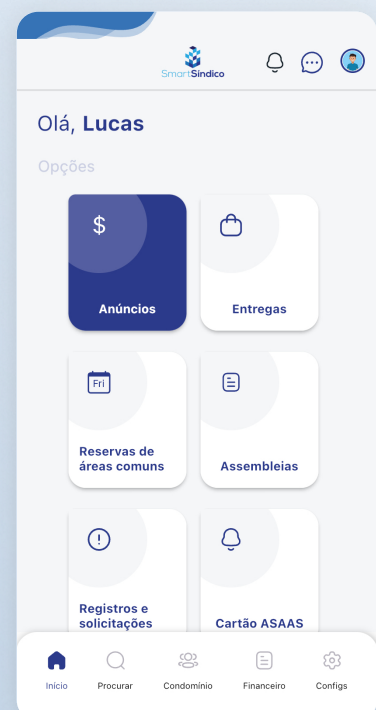 SmartSíndico
Olá, Lucas
Opções
$
Anúncios
Entregas
Fri
Reservas de
áreas comuns
Assembleias
Registros e
solicitações
Cartão ASAAS
Início
Procurar
Condomínio
Financeiro
Configs